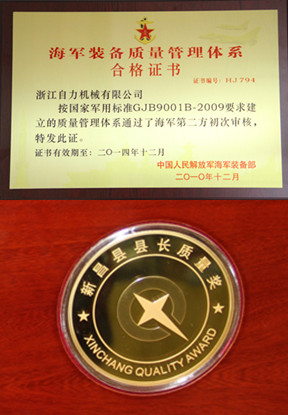 海军装备质量管理体系
合格证书
证书编号：HJ794
浙江自力机械有限公司
按国家军用标准GJB9001B-2009要求建
立的质量管理体系通过了海军第二方初次审核，
特发此证。
证书有效期至：二〇一四年十二月
中国人民解放军海军装备部
二〇一〇年十二月
新昌县县长质量奖
XINCHANG QUALITY AWARD